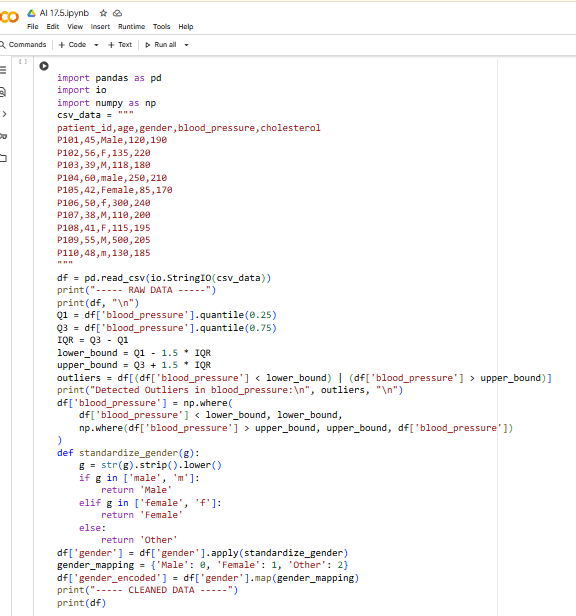 CO AI 17.5.ipynb
File Edit View Insert Runtime Tools Help
Commands + Code + Text Run all
[ ]
import pandas as pd
import io
import numpy as np
csv_data = """
patient_id,age,gender,blood_pressure,cholesterol
P101,45,Male,120,190
P102,56,F,135,220
P103,39,M,118,180
P104,60,male,250,210
P105,42,Female,85,170
P106,50,f,300,240
P107,38,M,110,200
P108,41,F,115,195
P109,55,M,500,205
P110,48,m,130,185
"""
df = pd.read_csv(io.StringIO(csv_data))
print("----- RAW DATA -----")
print(df, "\n")
Q1 = df['blood_pressure'].quantile(0.25)
Q3 = df['blood_pressure'].quantile(0.75)
IQR = Q3 - Q1
lower_bound = Q1 - 1.5 * IQR
upper_bound = Q3 + 1.5 * IQR
outliers = df[(df['blood_pressure'] < lower_bound) | (df['blood_pressure'] > upper_bound)]
print("Detected Outliers in blood_pressure:\n", outliers, "\n")
df['blood_pressure'] = np.where(
    df['blood_pressure'] < lower_bound, lower_bound,
    np.where(df['blood_pressure'] > upper_bound, upper_bound, df['blood_pressure'])
)
def standardize_gender(g):
    g = str(g).strip().lower()
    if g in ['male', 'm']:
        return 'Male'
    elif g in ['female', 'f']:
        return 'Female'
    else:
        return 'Other'
df['gender'] = df['gender'].apply(standardize_gender)
gender_mapping = {'Male': 0, 'Female': 1, 'Other': 2}
df['gender_encoded'] = df['gender'].map(gender_mapping)
print("----- CLEANED DATA -----")
print(df)